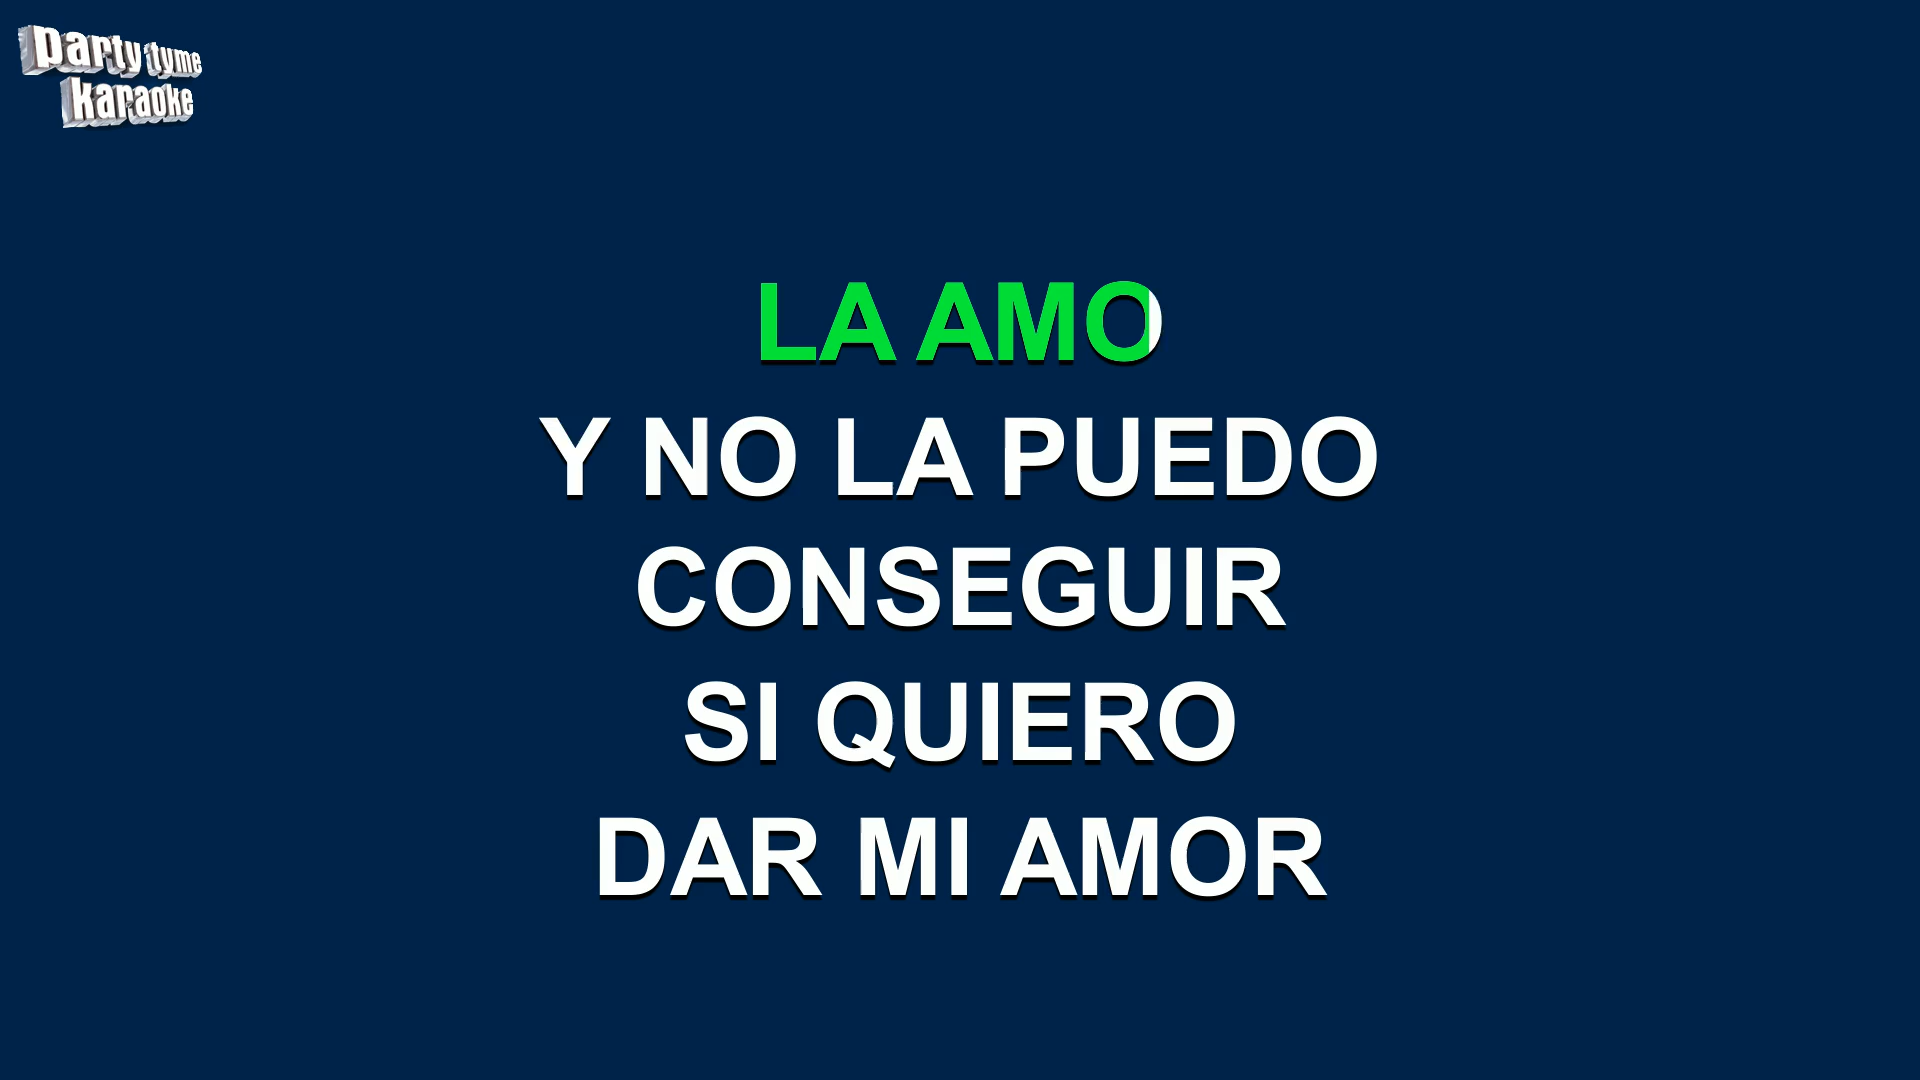 party tyme
karaoke
LA AMO
Y NO LA PUEDO
CONSEGUIR
SI QUIERO
DAR MI AMOR